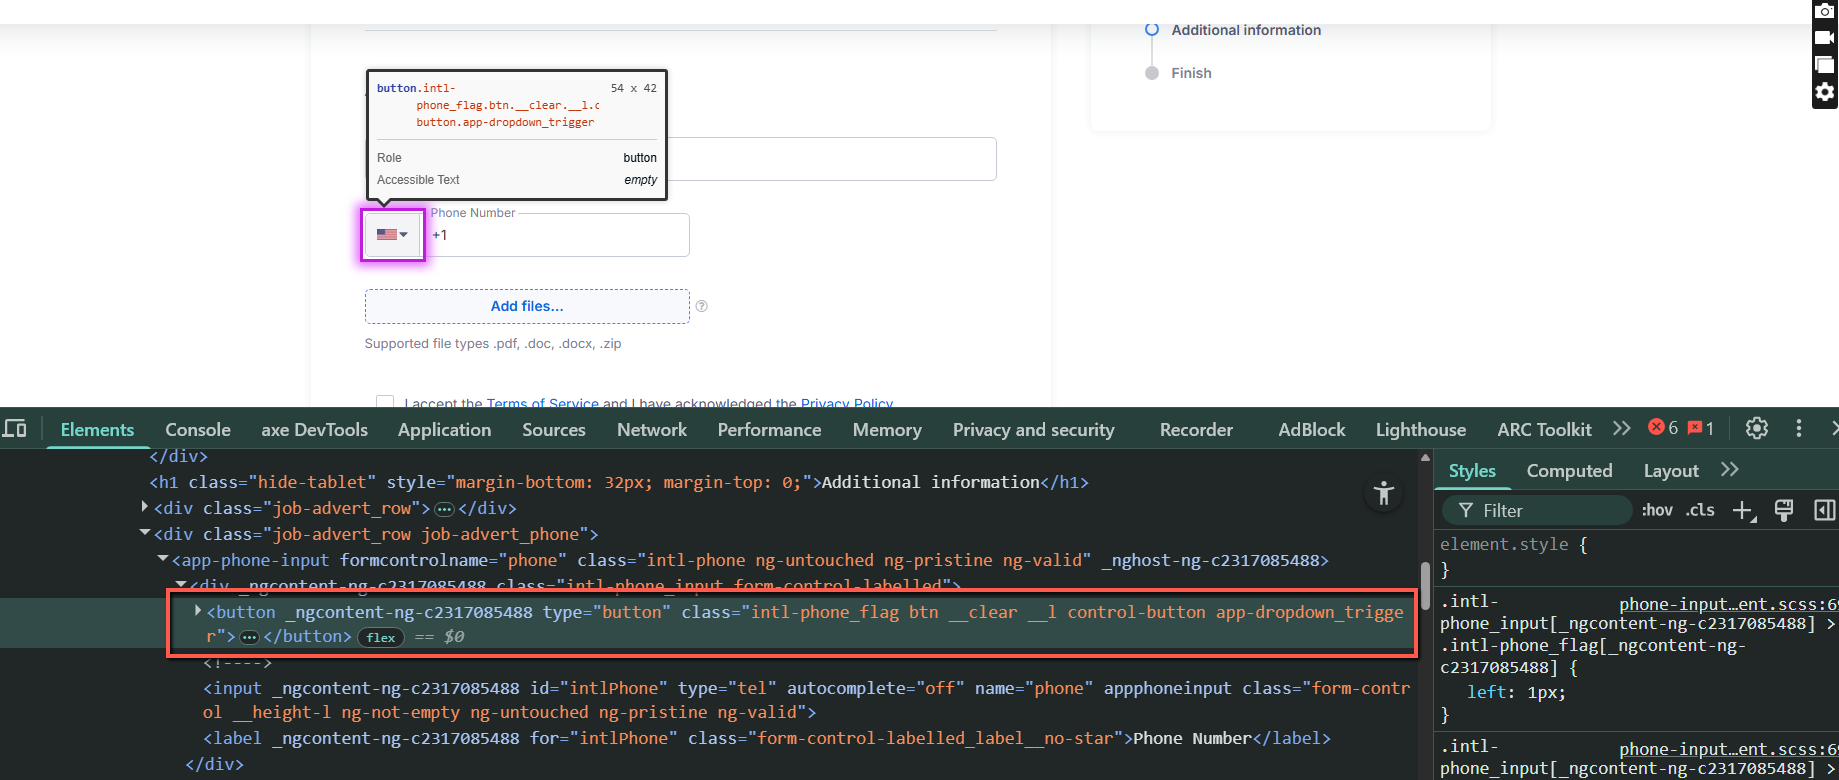 Additional information
Finish
button.intl-
phone_flag.btn.__clear.__l.c
button.app-dropdown_trigger
54 x 42
Role
button
Accessible Text
empty
Phone Number
+1
Add files...
?
Supported file types .pdf, .doc, .docx, .zip
I accept the Terms of Service and I have acknowledged the Privacy Policy
Elements
Console
axe DevTools
Application
Sources
Network
Performance
Memory
Privacy and security
Recorder
AdBlock
Lighthouse
ARC Toolkit
6
1
</div>
<h1 class="hide-tablet" style="margin-bottom: 32px; margin-top: 0;">Additional information</h1>
<div class="job-advert_row">…</div>
<div class="job-advert_row job-advert_phone">
<app-phone-input formcontrolname="phone" class="intl-phone ng-untouched ng-pristine ng-valid" _nghost-ng-c2317085488>
<div _ngcontent-ng-c2317085488 class="intl-phone_input form-control-labelled">
<button _ngcontent-ng-c2317085488 type="button" class="intl-phone_flag btn __clear __l control-button app-dropdown_trigge
r">…</button> flex == $0
<!---->
<input _ngcontent-ng-c2317085488 id="intlPhone" type="tel" autocomplete="off" name="phone" appphoneinput class="form-contr
ol __height-l ng-not-empty ng-untouched ng-pristine ng-valid">
<label _ngcontent-ng-c2317085488 for="intlPhone" class="form-control-labelled_label__no-star">Phone Number</label>
</div>
Styles
Computed
Layout
Filter
:hov
.cls
element.style {
}
.intl-
phone-input…ent.scss:69
phone_input[_ngcontent-ng-c2317085488] >
.intl-phone_flag[_ngcontent-ng-
c2317085488] {
left: 1px;
}
.intl-
phone-input…ent.scss:69
phone_input[_ngcontent-ng-c2317085488] >